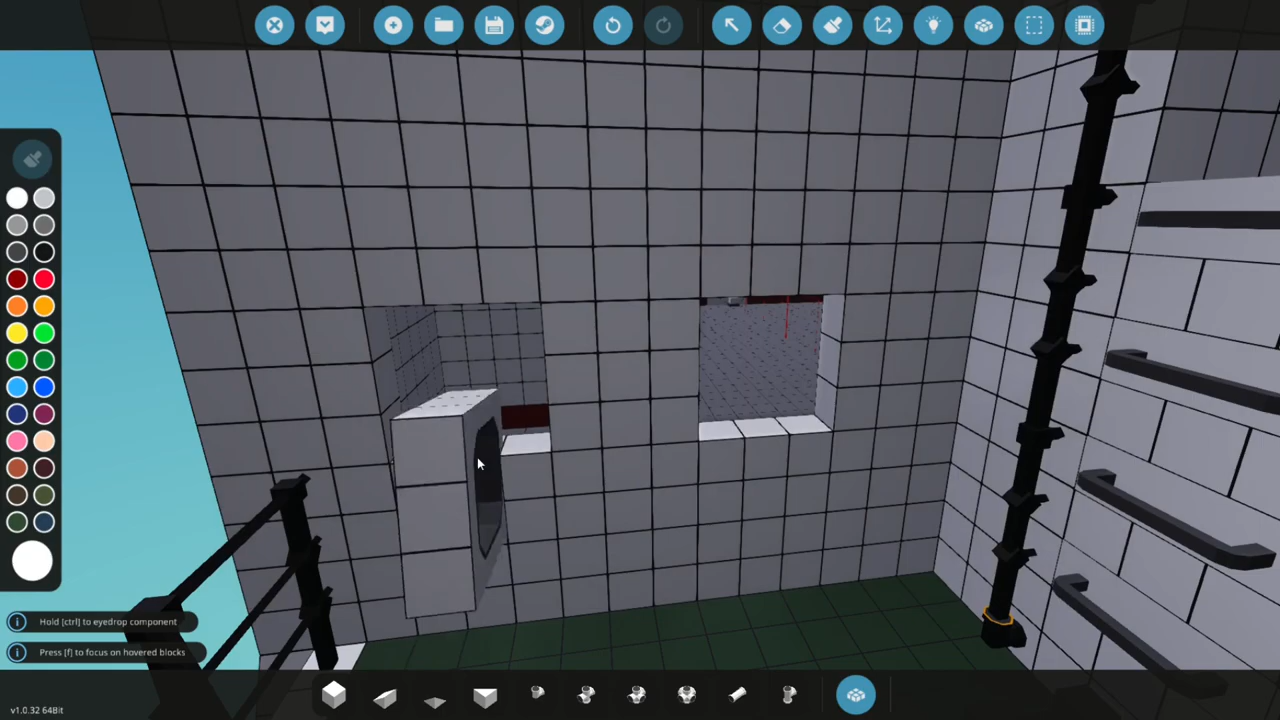 Hold [ctrl] to eyedrop component
Press [f] to focus on hovered blocks
v1.0.32 64Bit